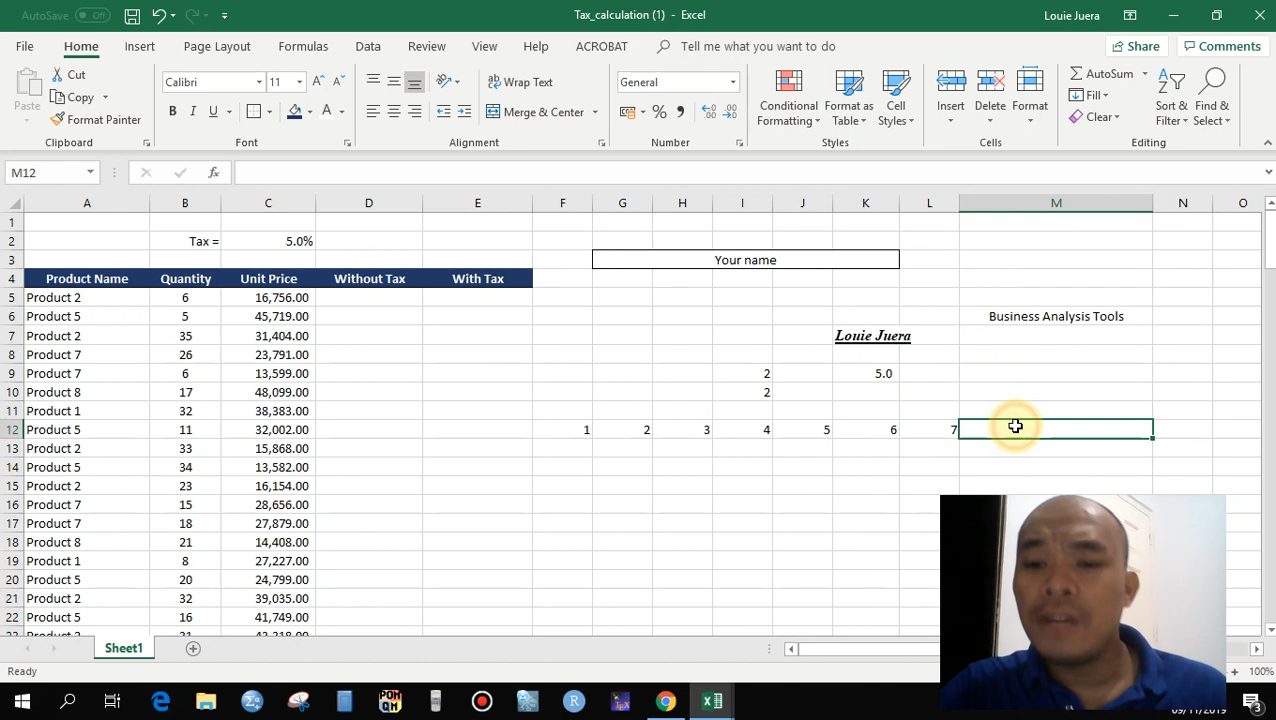 AutoSave Off
Tax_calculation (1) - Excel
Louie Juera
File Home Insert Page Layout Formulas Data Review View Help ACROBAT Tell me what you want to do Share Comments
Paste
Cut
Copy
Format Painter
Clipboard
Calibri 11 A A
B I U A
Font
ab
Wrap Text
Merge & Center
Alignment
General
%
,
Number
Conditional Formatting
Format as Table
Cell Styles
Styles
Insert Delete Format
Cells
AutoSum
Fill
Clear
Sort & Filter
Find & Select
Editing
M12 fx
A B C D E F G H I J K L M N O
1
2 Tax = 5.0%
3 Your name
4 Product Name Quantity Unit Price Without Tax With Tax
5 Product 2 6 16,756.00
6 Product 5 5 45,719.00 Business Analysis Tools
7 Product 2 35 31,404.00 Louie Juera
8 Product 7 26 23,791.00
9 Product 7 6 13,599.00 2 5.0
10 Product 8 17 48,099.00 2
11 Product 1 32 38,383.00
12 Product 5 11 32,002.00 1 2 3 4 5 6 7
13 Product 2 33 15,868.00
14 Product 5 34 13,582.00
15 Product 2 23 16,154.00
16 Product 7 15 28,656.00
17 Product 7 18 27,879.00
18 Product 8 21 14,408.00
19 Product 1 8 27,227.00
20 Product 5 20 24,799.00
21 Product 2 32 39,035.00
22 Product 5 16 41,749.00
Sheet1
Ready
100%
POM QM
R
09/11/2019
3